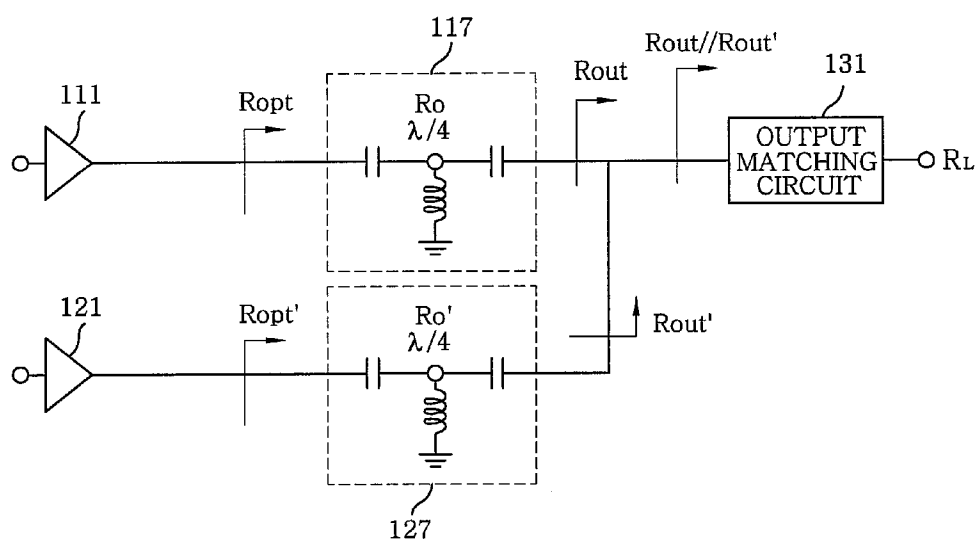 117
Rout//Rout'
111
Ropt
Ro
λ/4
Rout
131
OUTPUT
MATCHING
CIRCUIT
RL
121
Ropt'
Ro'
λ/4
Rout'
127